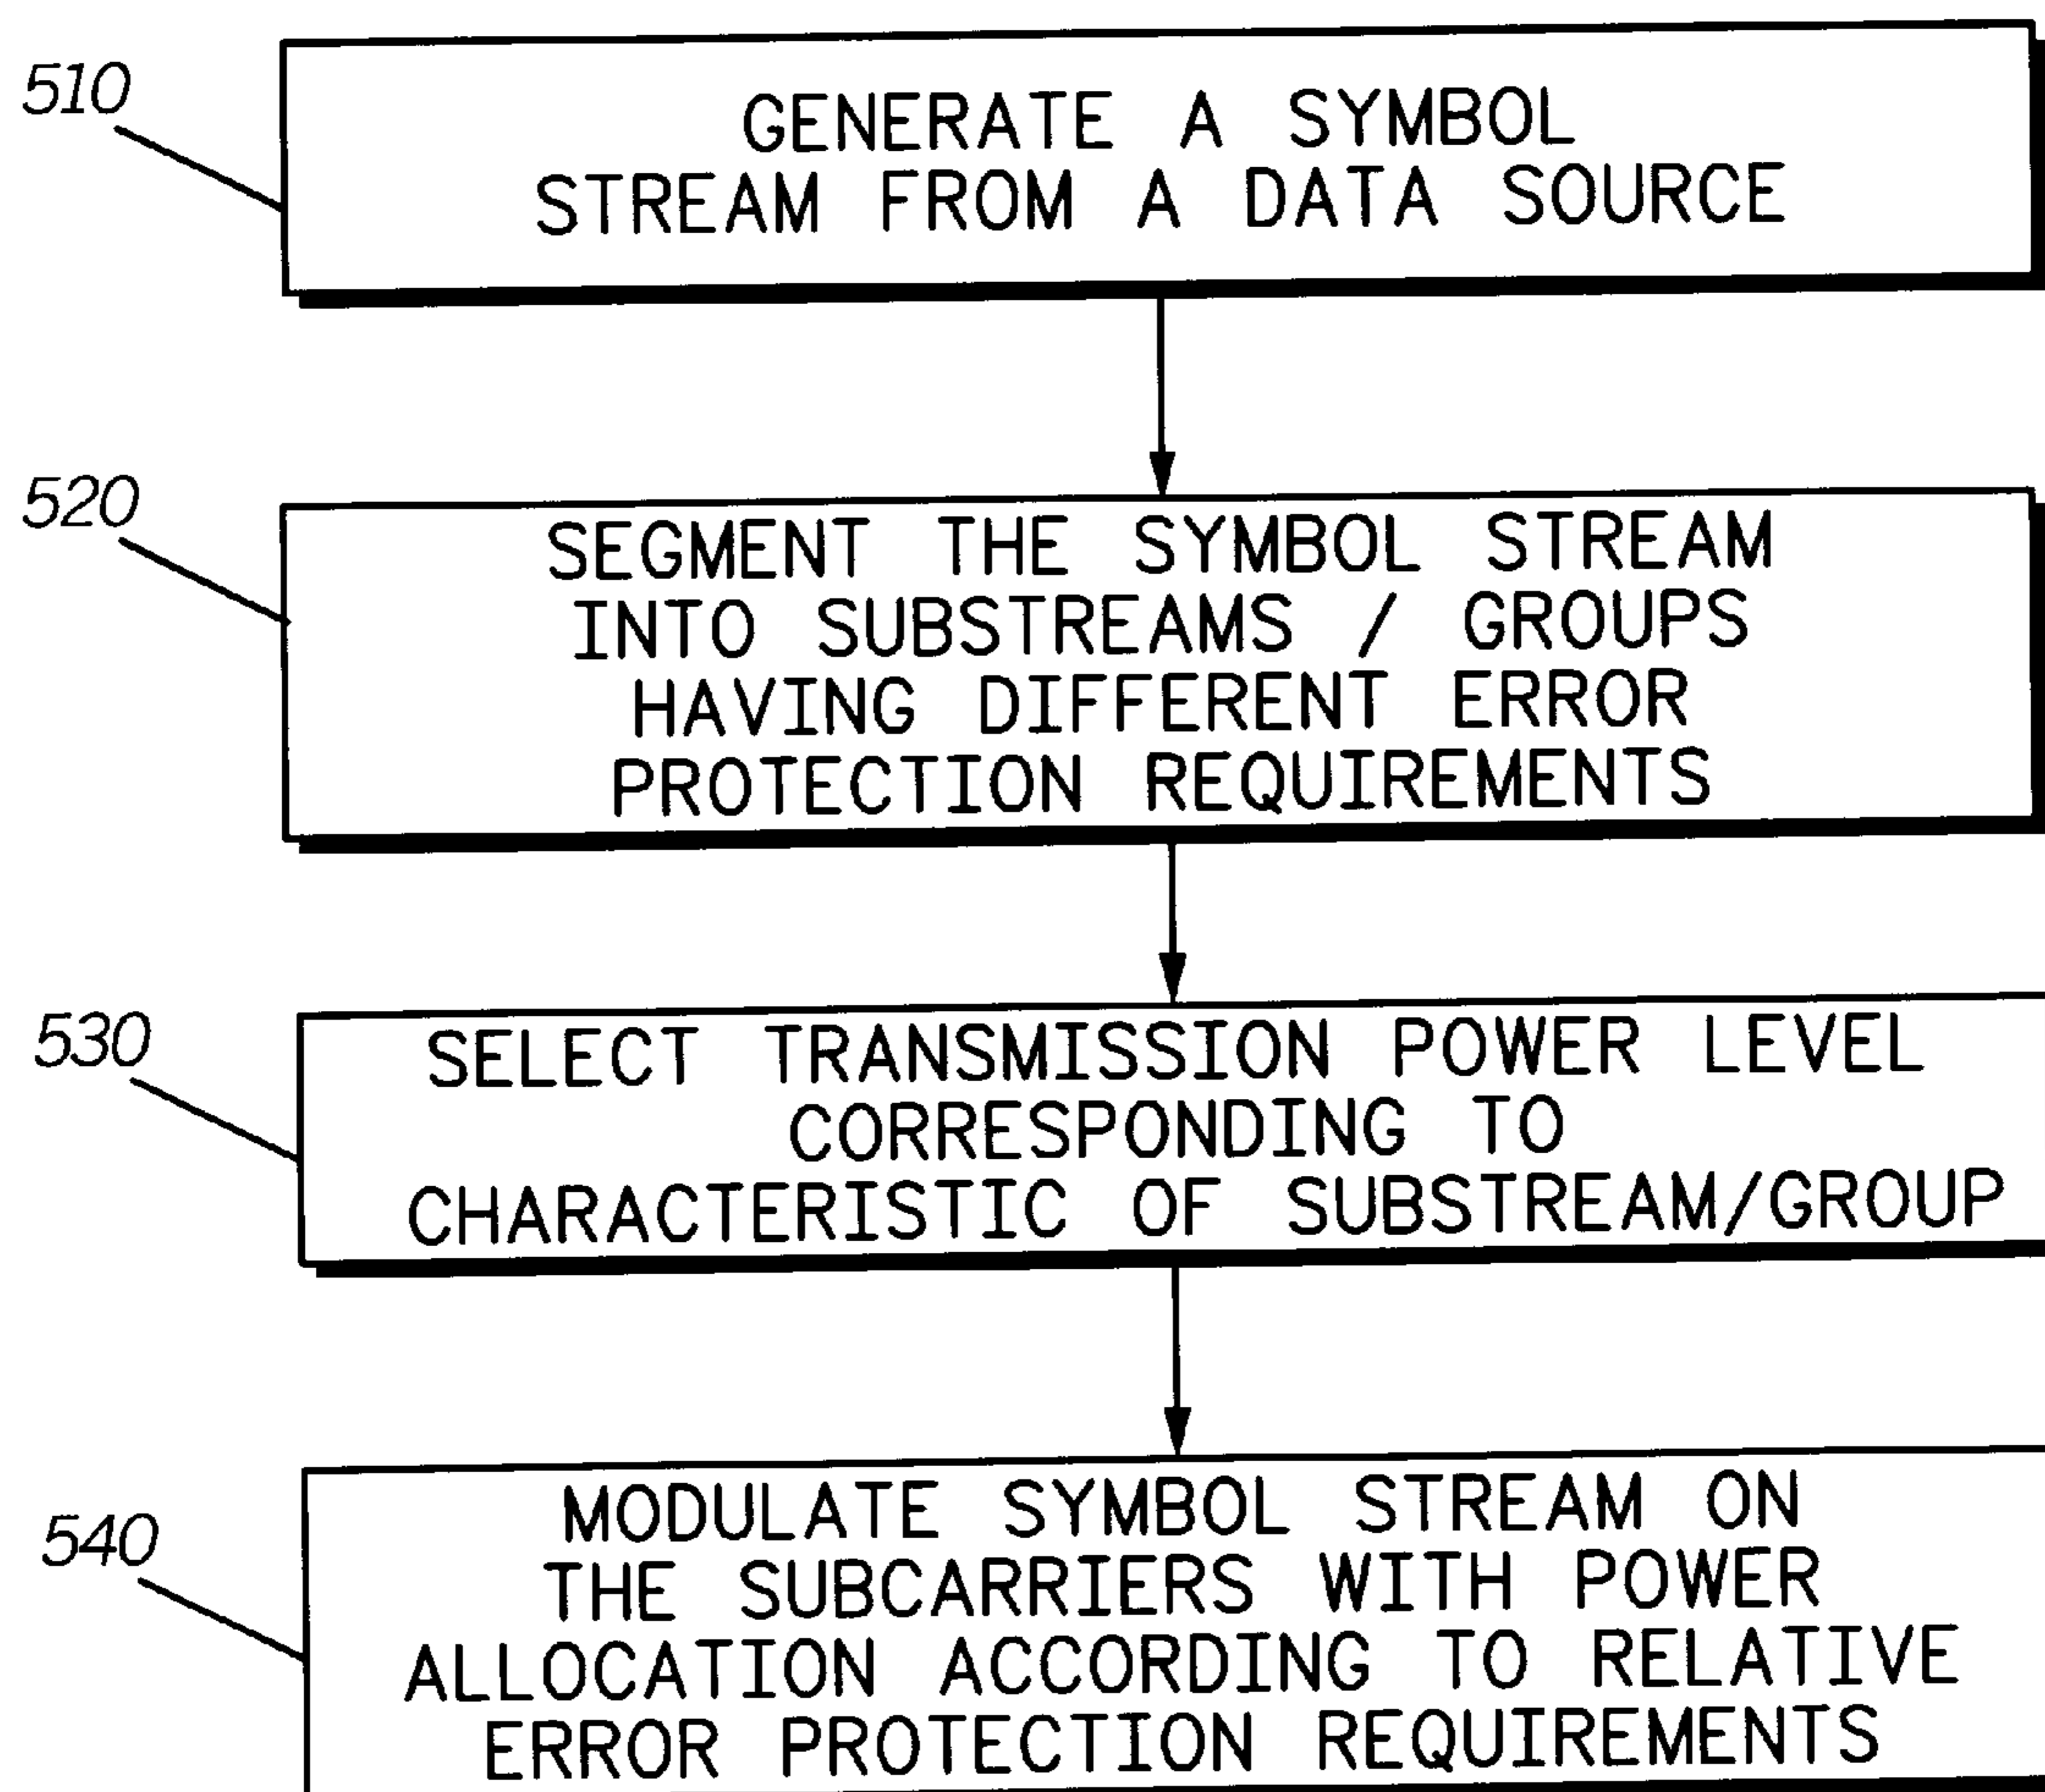 510
GENERATE A SYMBOL
STREAM FROM A DATA SOURCE
520
SEGMENT THE SYMBOL STREAM
INTO SUBSTREAMS / GROUPS
HAVING DIFFERENT ERROR
PROTECTION REQUIREMENTS
530
SELECT TRANSMISSION POWER LEVEL
CORRESPONDING TO
CHARACTERISTIC OF SUBSTREAM/GROUP
540
MODULATE SYMBOL STREAM ON
THE SUBCARRIERS WITH POWER
ALLOCATION ACCORDING TO RELATIVE
ERROR PROTECTION REQUIREMENTS